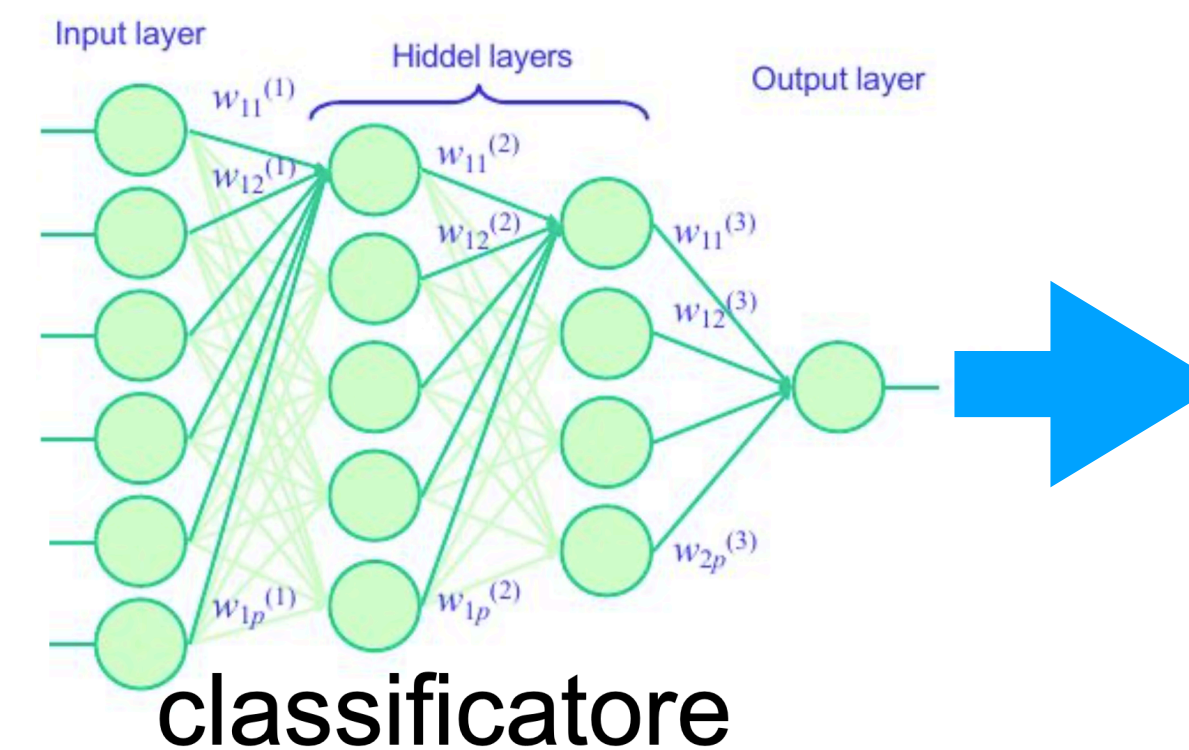 Input layer
Hiddel layers
Output layer
w₁₁⁽¹⁾
w₁₂⁽¹⁾
w₁ₚ⁽¹⁾
w₁₁⁽²⁾
w₁₂⁽²⁾
w₁ₚ⁽²⁾
w₁₁⁽³⁾
w₁₂⁽³⁾
w₂ₚ⁽³⁾
classificatore